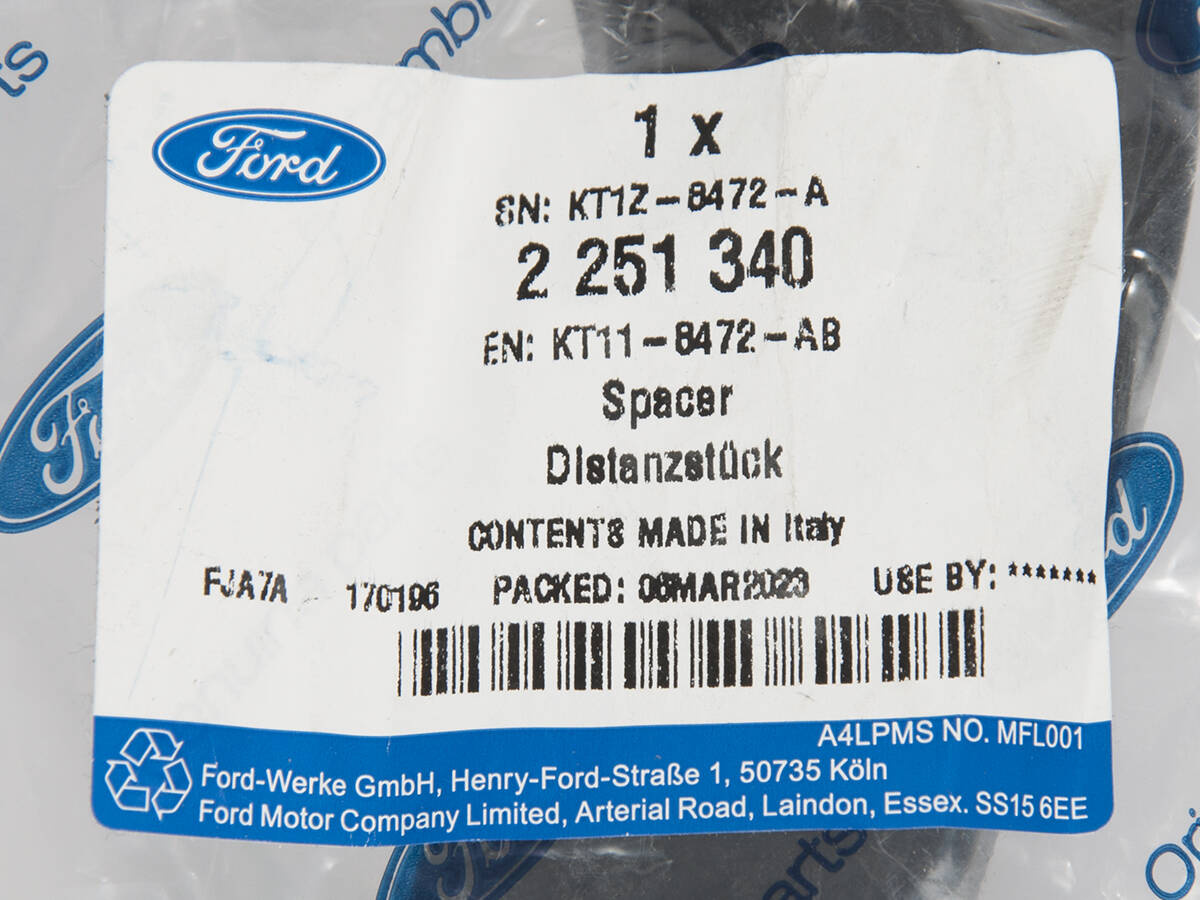 Ford
1 x
SN: KT1Z-8472-A
2 251 340
EN: KT11-8472-AB
Spacer
Distanzstück
CONTENTS MADE IN Italy
FJA7A 170196 PACKED: 06MAR2023 USE BY: *******
A4LPMS NO. MFL001
Ford-Werke GmbH, Henry-Ford-Straße 1, 50735 Köln
Ford Motor Company Limited, Arterial Road, Laindon, Essex. SS15 6EE